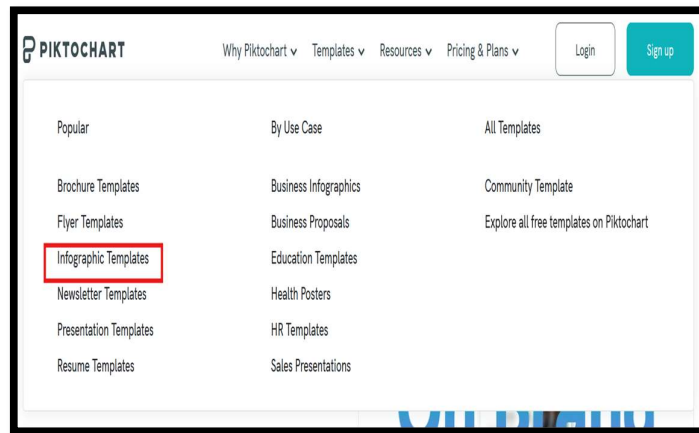 PIKTOCHART
Why Piktochart Templates Resources Pricing & Plans Login Sign up
Popular
Brochure Templates
Flyer Templates
Infographic Templates
Newsletter Templates
Presentation Templates
Resume Templates
By Use Case
Business Infographics
Business Proposals
Education Templates
Health Posters
HR Templates
Sales Presentations
All Templates
Community Template
Explore all free templates on Piktochart
On Brand